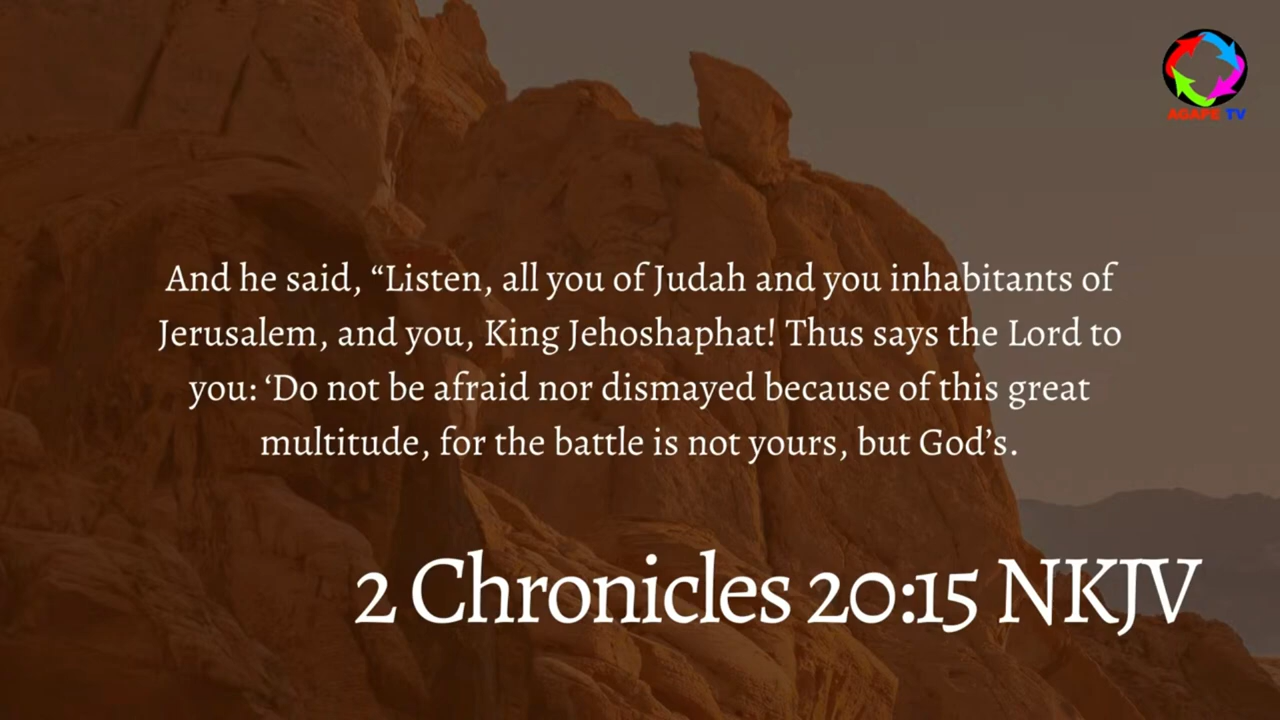 AGAPE TV
And he said, “Listen, all you of Judah and you inhabitants of
Jerusalem, and you, King Jehoshaphat! Thus says the Lord to
you: ‘Do not be afraid nor dismayed because of this great
multitude, for the battle is not yours, but God’s.
2 Chronicles 20:15 NKJV